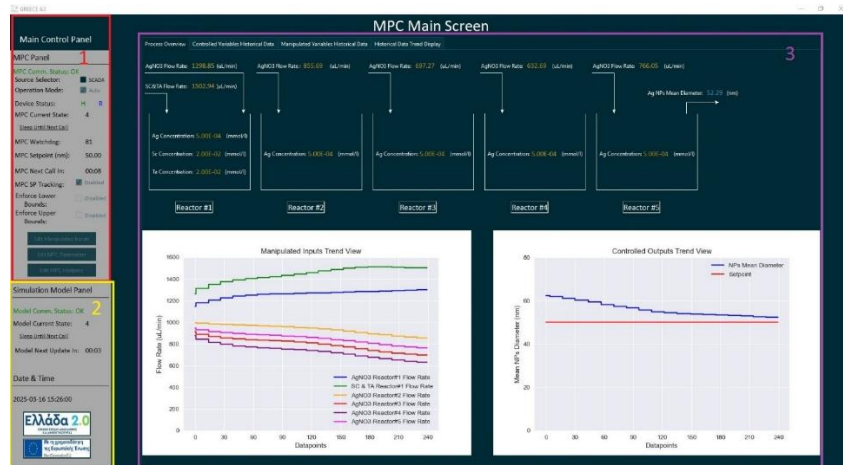 GREECE 4.0
MPC Main Screen
Main Control Panel
MPC Panel
1
MPC Comm. Status: OK
Source Selector: SCADA
Operation Mode: Auto
Device Status: H
MPC Current State: 4
Sleep Until Next Call
MPC Watchdog: 81
MPC Setpoint (nm): 50.00
MPC Next Call In: 00:08
MPC SP Tracking: Enabled
Enforce Lower Bounds: Disabled
Enforce Upper Bounds: Disabled
Simulation Model Panel
2
Model Comm. Status: OK
Model Current State: 4
Sleep Until Next Call
Model Next Update In: 00:03
Date & Time
2025-03-16 15:26:00
Ελλάδα 2.0
Με τη χρηματοδότηση
της Ευρωπαϊκής Ένωσης
Process Overview Controlled Variables Historical Data Manipulated Variables Historical Data Historical Data Trend Display
3
AgNO3 Flow Rate: 1298.85 (uL/min) AgNO3 Flow Rate: 855.69 (uL/min) AgNO3 Flow Rate: 697.27 (uL/min) AgNO3 Flow Rate: 632.69 (uL/min) AgNO3 Flow Rate: 766.05 (uL/min)
SC&TA Flow Rate: 1502.94 (uL/min)
Ag NPs Mean Diameter: 52.29 (nm)
Ag Concentration: 5.00E-04 (mmol/l) Ag Concentration: 5.00E-04 (mmol/l) Ag Concentration: 5.00E-04 (mmol/l) Ag Concentration: 5.00E-04 (mmol/l) Ag Concentration: 5.00E-04 (mmol/l)
Sc Concentration: 2.00E-02 (mmol/l)
Ta Concentration: 2.00E-02 (mmol/l)
Reactor #1 Reactor #2 Reactor #3 Reactor #4 Reactor #5
Manipulated Inputs Trend View
Flow Rate (uL/min)
1600
1400
1200
1000
800
600
400
200
0
0 30 60 90 120 150 180 210 240
Datapoints
AgNO3 Reactor#1 Flow Rate
SC & TA Reactor#1 Flow Rate
AgNO3 Reactor#2 Flow Rate
AgNO3 Reactor#3 Flow Rate
AgNO3 Reactor#4 Flow Rate
AgNO3 Reactor#5 Flow Rate
Controlled Outputs Trend View
Mean NPs Diameter (nm)
80
60
40
20
0
0 30 60 90 120 150 180 210 240
Datapoints
NPs Mean Diameter
Setpoint